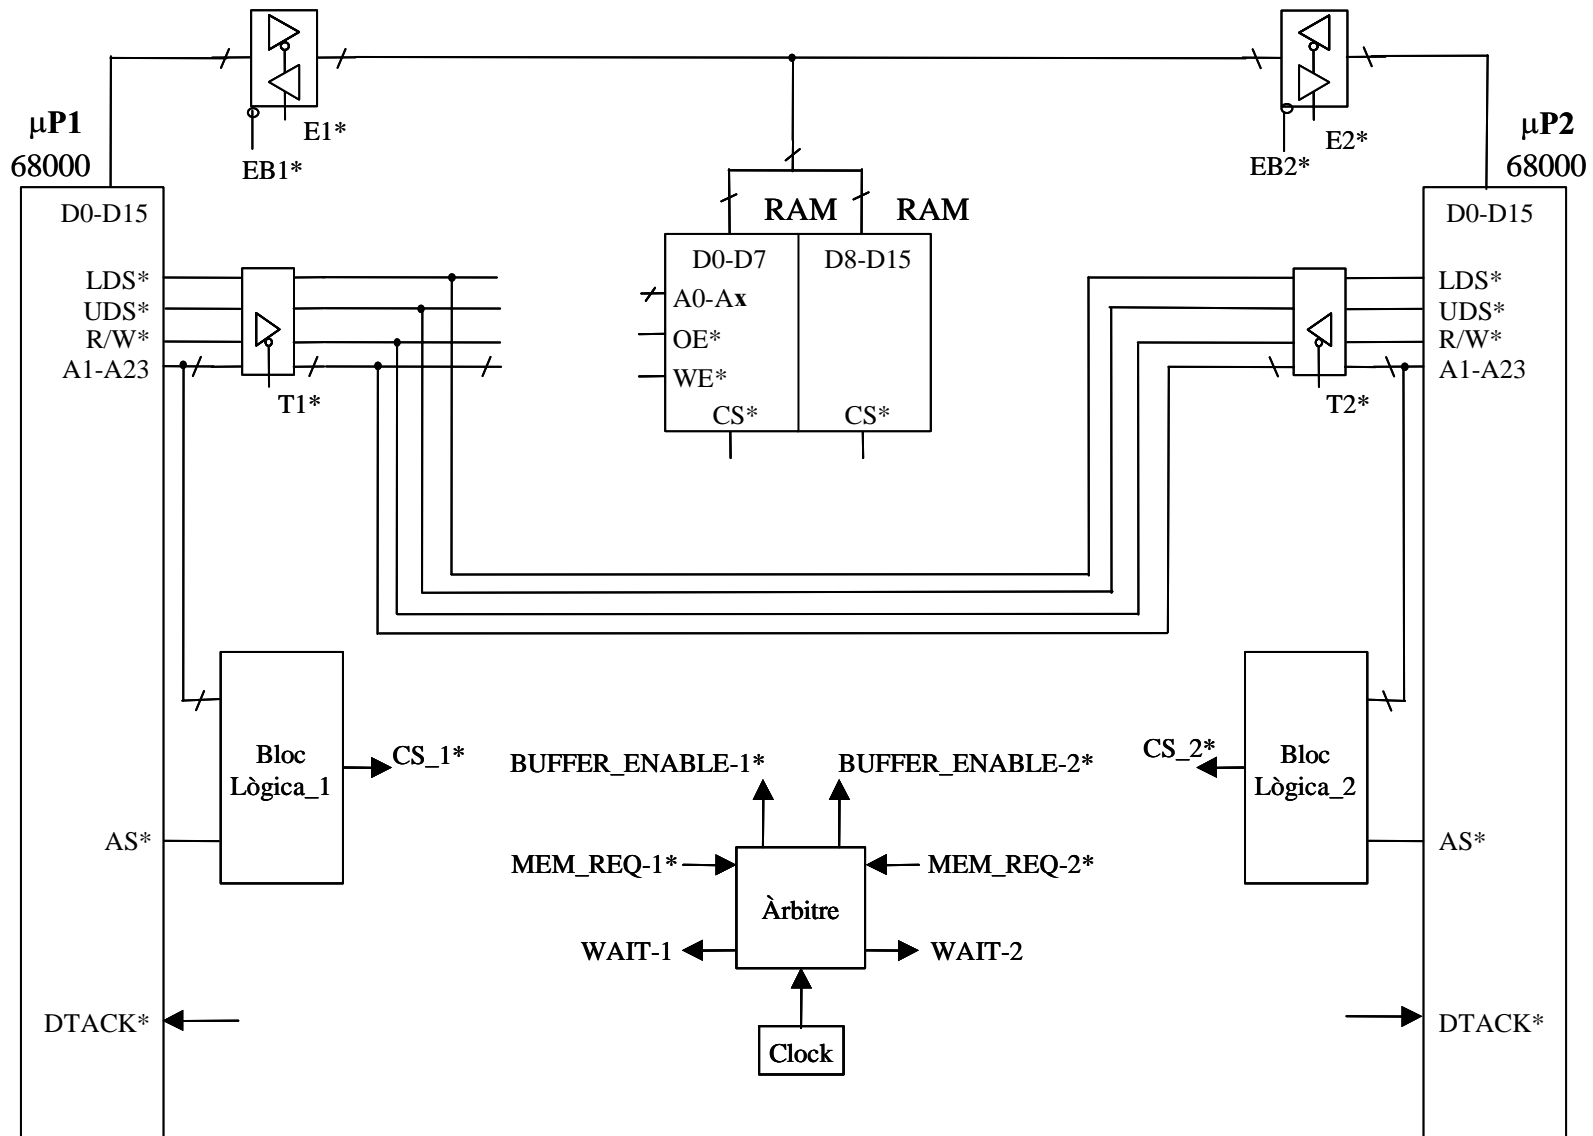 μP1
68000
D0-D15
LDS*
UDS*
R/W*
A1-A23
AS*
DTACK*
E1*
EB1*
T1*
RAM
RAM
D0-D7
D8-D15
A0-Ax
OE*
WE*
CS*
CS*
E2*
EB2*
T2*
μP2
68000
D0-D15
LDS*
UDS*
R/W*
A1-A23
AS*
DTACK*
Bloc
Lògica_1
CS_1*
BUFFER_ENABLE-1*
BUFFER_ENABLE-2*
CS_2*
Bloc
Lògica_2
MEM_REQ-1*
MEM_REQ-2*
Àrbitre
WAIT-1
WAIT-2
Clock